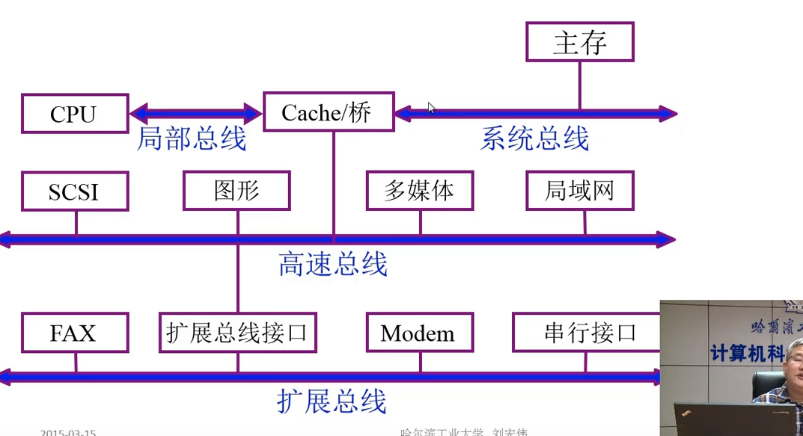 主存
CPU
Cache/桥
局部总线
系统总线
SCSI
图形
多媒体
局域网
高速总线
FAX
扩展总线接口
Modem
串行接口
扩展总线
哈爾濱
计算机科
2015-03-15
哈尔滨工业大学 刘宏伟